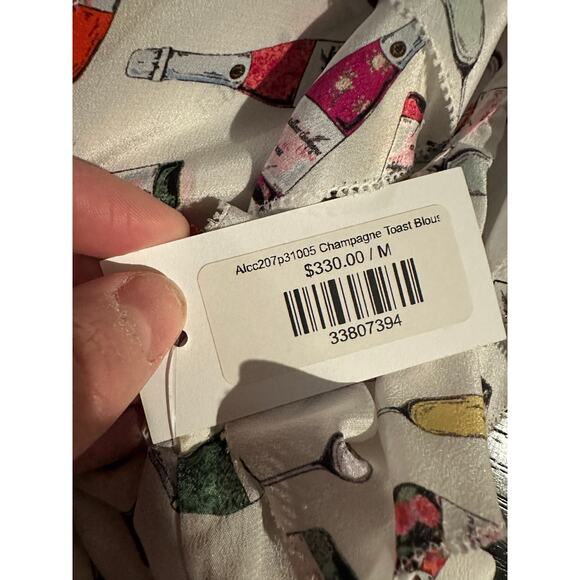 Alcc207p31005 Champagne Toast Blous
$330.00 / M
33807394